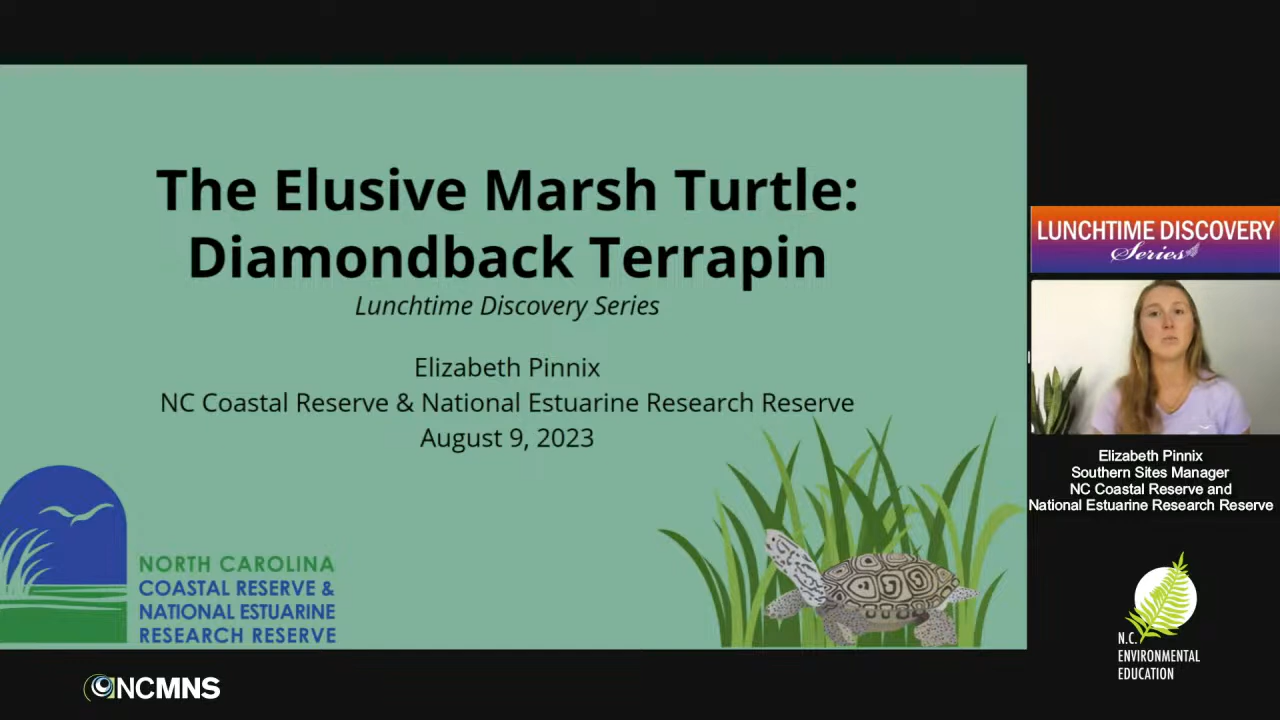 The Elusive Marsh Turtle:
Diamondback Terrapin
Lunchtime Discovery Series
Elizabeth Pinnix
NC Coastal Reserve & National Estuarine Research Reserve
August 9, 2023
NORTH CAROLINA
COASTAL RESERVE &
NATIONAL ESTUARINE
RESEARCH RESERVE
NCMNS
LUNCHTIME DISCOVERY
Series
Elizabeth Pinnix
Southern Sites Manager
NC Coastal Reserve and
National Estuarine Research Reserve
N.C.
ENVIRONMENTAL
EDUCATION